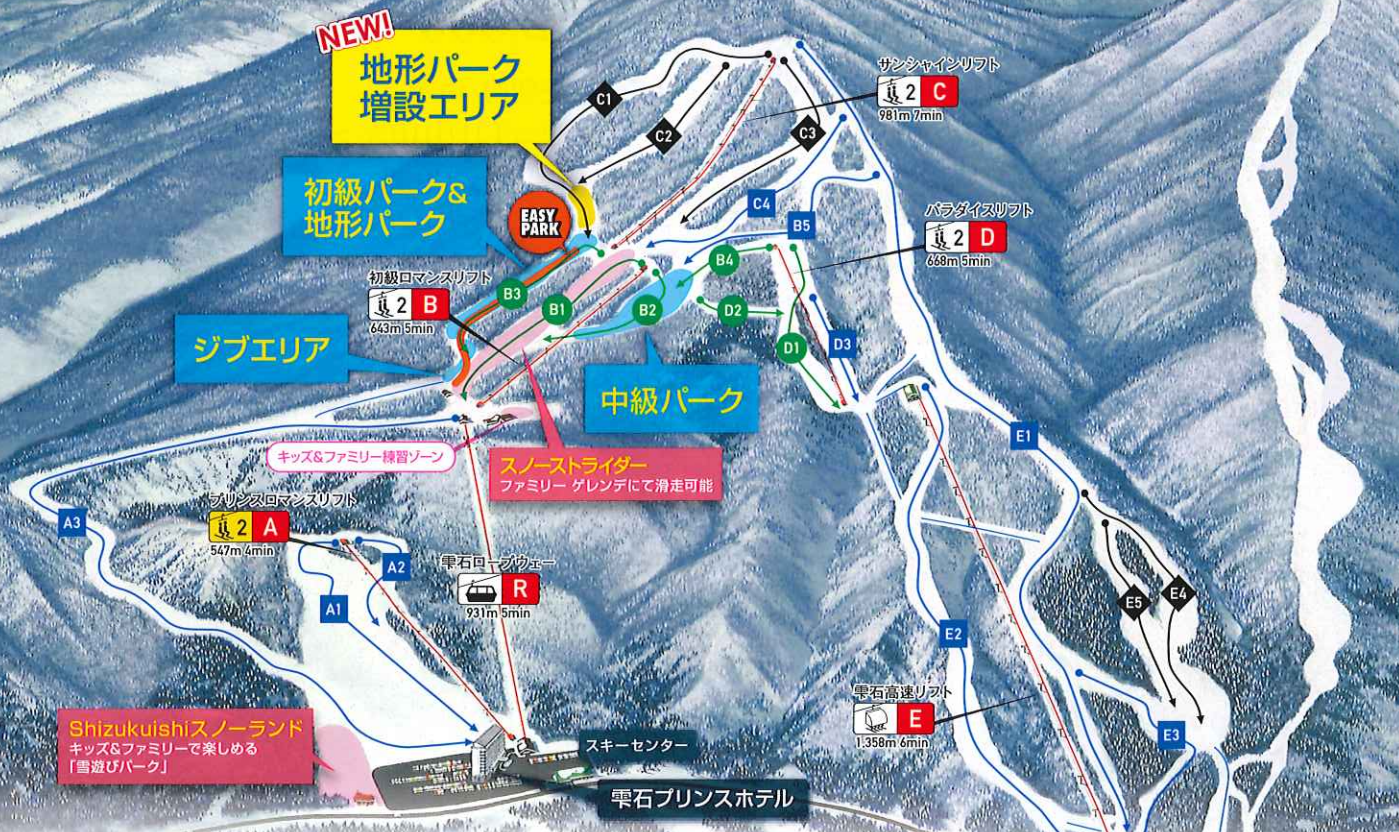 NEW!
地形パーク
増設エリア
サンシャインリフト
2 C
981m 7min
C1
C2
C3
初級パーク&
地形パーク
EASY
PARK
C4
B5
パラダイスリフト
2 D
668m 5min
初級ロマンスリフト
2 B
643m 5min
B3
B1
B4
B2
D2
D1
D3
ジブエリア
中級パーク
キッズ&ファミリー練習ゾーン
スノーストライダー
ファミリー ゲレンデにて滑走可能
E1
A3
プリンスロマンスリフト
2 A
547m 4min
A2
A1
雫石ロープウェー
R
931m 5min
E5
E4
E2
雫石高速リフト
E
1.358m 6min
E3
Shizukuishiスノーランド
キッズ&ファミリーで楽しめる
「雪遊びパーク」
スキーセンター
雫石プリンスホテル